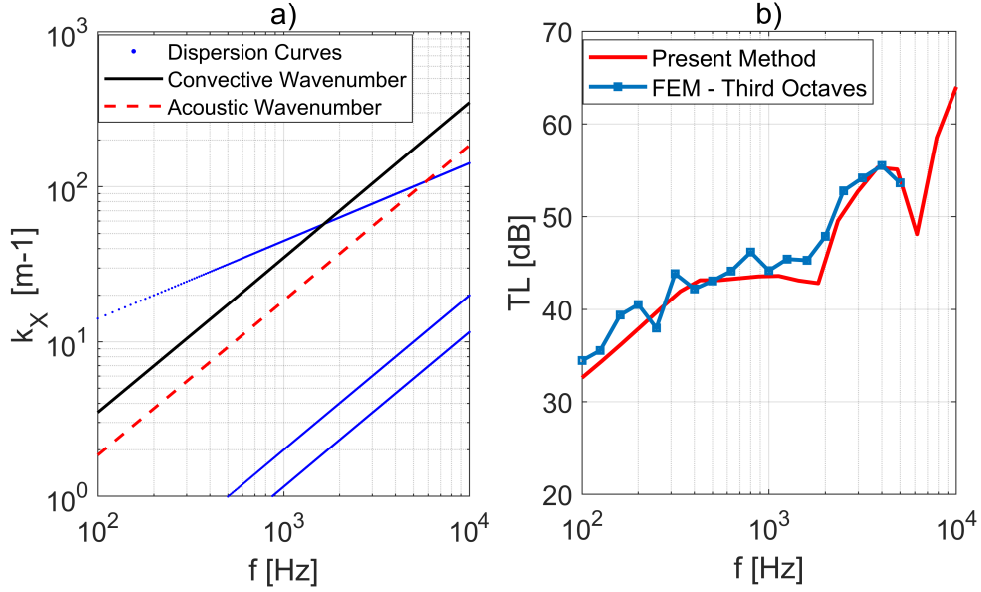 a)
10^3
10^2
10^1
10^0
k_X [m-1]
Dispersion Curves
Convective Wavenumber
Acoustic Wavenumber
10^2
10^3
10^4
f [Hz]
b)
70
60
50
40
30
20
TL [dB]
Present Method
FEM - Third Octaves
10^2
10^3
10^4
f [Hz]